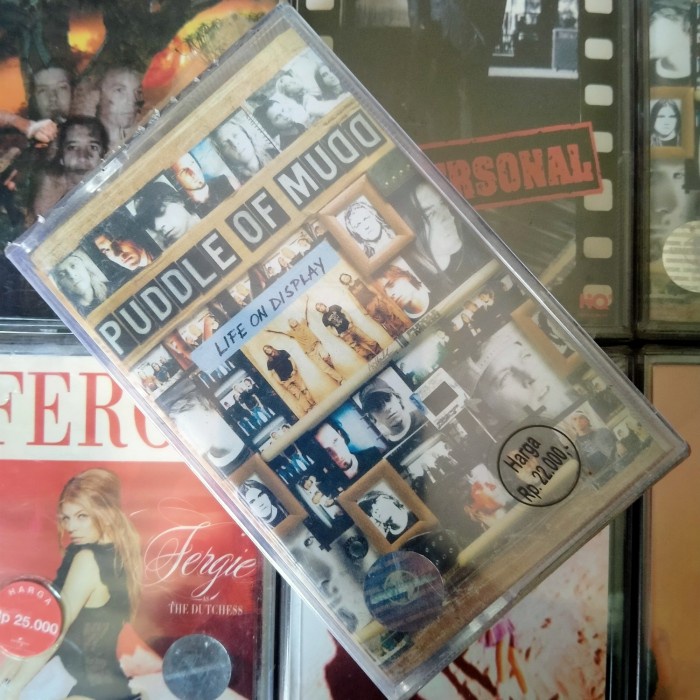 PUDDLE OF MUDD
LIFE ON DISPLAY
Harga
Rp. 22.000,-
RSONAL
HO
FERG
Fergie
THE DUTCHESS
HARGA
Rp 25.000